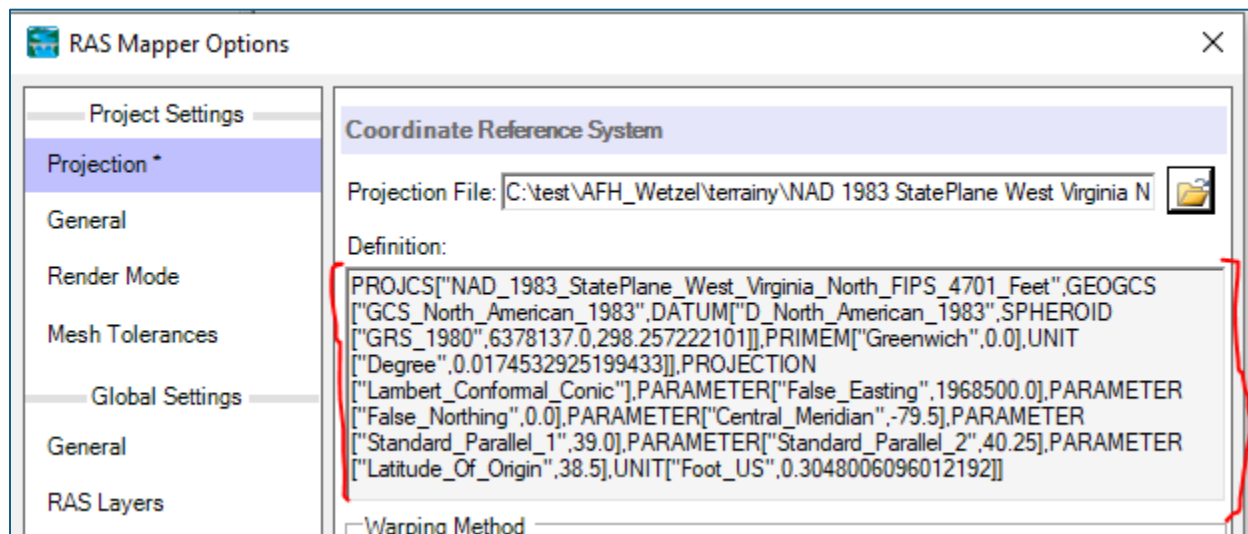 RAS Mapper Options
Project Settings
Projection *
General
Render Mode
Mesh Tolerances
Global Settings
General
RAS Layers
Coordinate Reference System
Projection File: C:\test\AFH_Wetzel\terrainy\NAD 1983 StatePlane West Virginia N
Definition:
PROJCS["NAD_1983_StatePlane_West_Virginia_North_FIPS_4701_Feet",GEOGCS
["GCS_North_American_1983",DATUM["D_North_American_1983",SPHEROID
["GRS_1980",6378137.0,298.257222101]],PRIMEM["Greenwich",0.0],UNIT
["Degree",0.0174532925199433]],PROJECTION
["Lambert_Conformal_Conic"],PARAMETER["False_Easting",1968500.0],PARAMETER
["False_Northing",0.0],PARAMETER["Central_Meridian",-79.5],PARAMETER
["Standard_Parallel_1",39.0],PARAMETER["Standard_Parallel_2",40.25],PARAMETER
["Latitude_Of_Origin",38.5],UNIT["Foot_US",0.3048006096012192]]
Warping Method